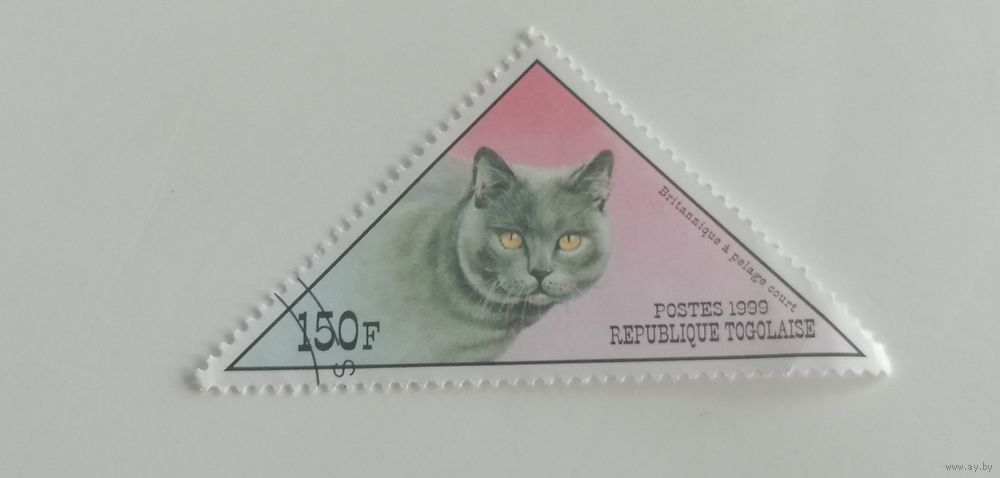 Britannique à pelage court
POSTES 1999
REPUBLIQUE TOGOLAISE
150F
S
www.ay.by